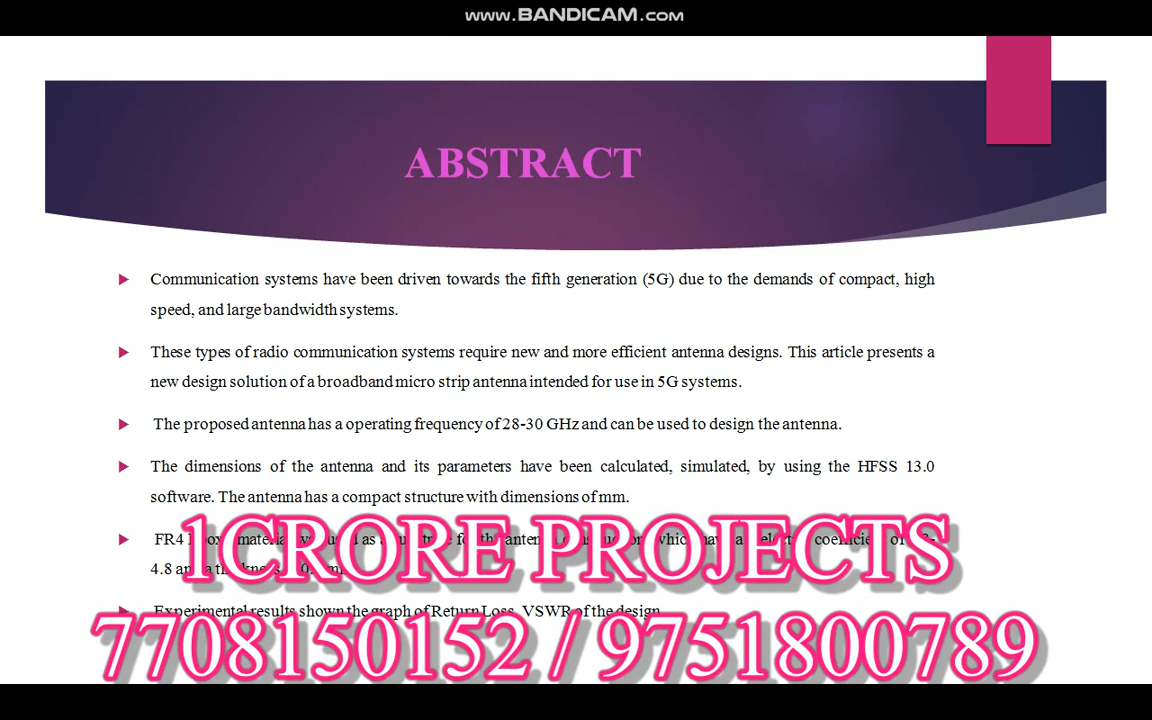 www.BANDICAM.com
ABSTRACT
Communication systems have been driven towards the fifth generation (5G) due to the demands of compact, high
speed, and large bandwidth systems.
These types of radio communication systems require new and more efficient antenna designs. This article presents a
new design solution of a broadband micro strip antenna intended for use in 5G systems.
The proposed antenna has a operating frequency of 28-30 GHz and can be used to design the antenna.
The dimensions of the antenna and its parameters have been calculated, simulated, by using the HFSS 13.0
software. The antenna has a compact structure with dimensions of mm.
FR4 as the which
4.8
Experimental results shown the graph of Return Loss, VSWR of the design.
1CRORE PROJECTS
7708150152 / 9751800789